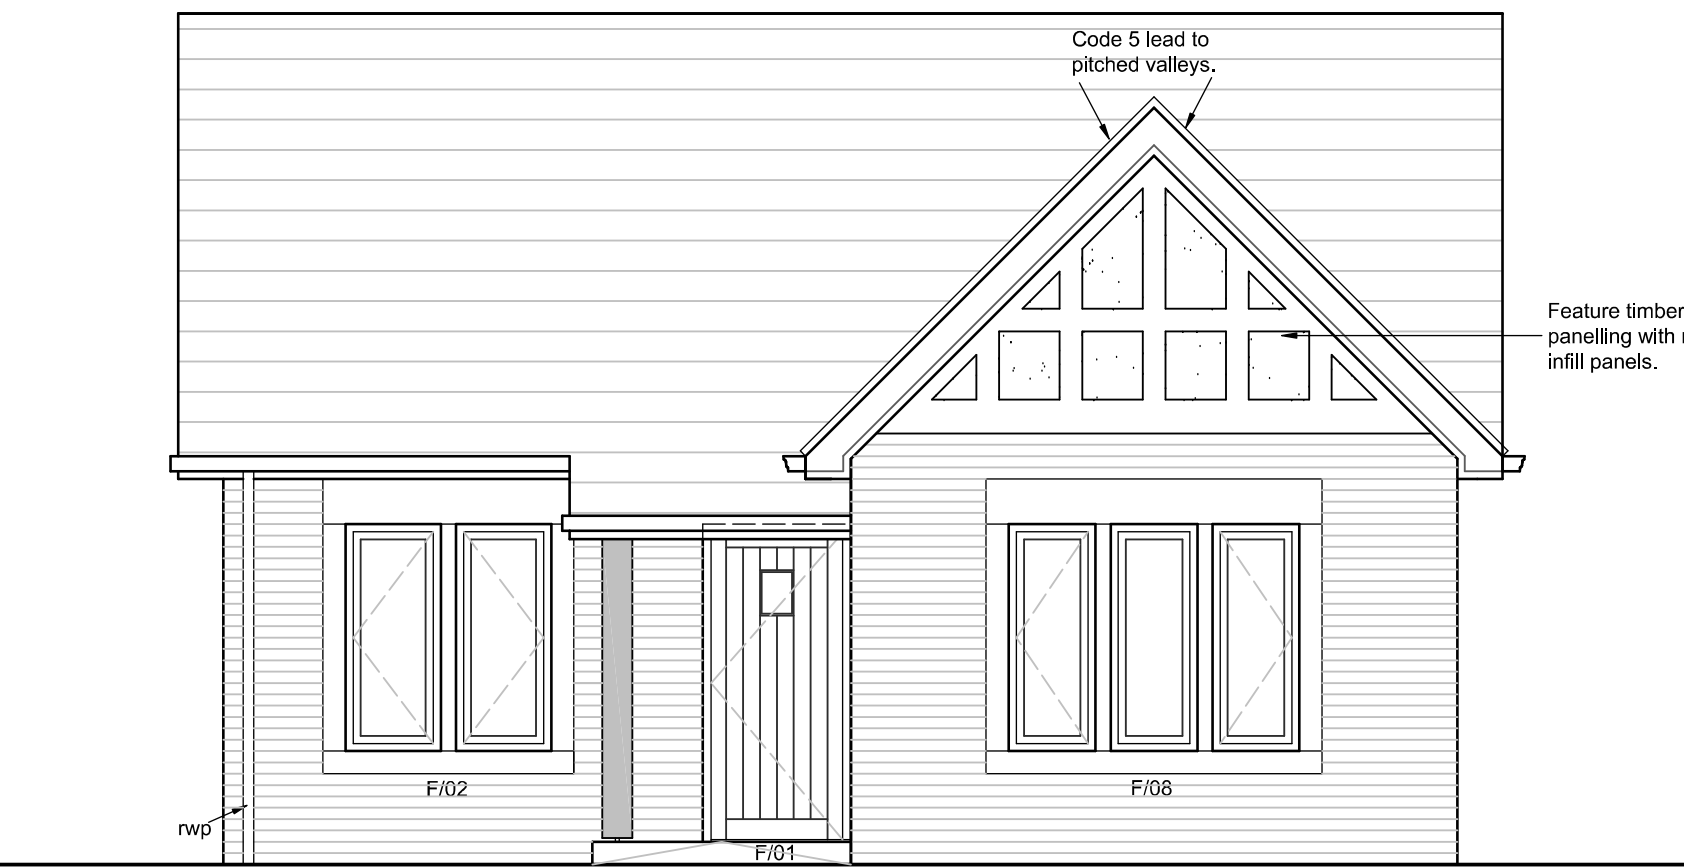 Code 5 lead to
pitched valleys.
Feature timber
panelling with
infill panels.
F/02
F/08
rwp
F/01